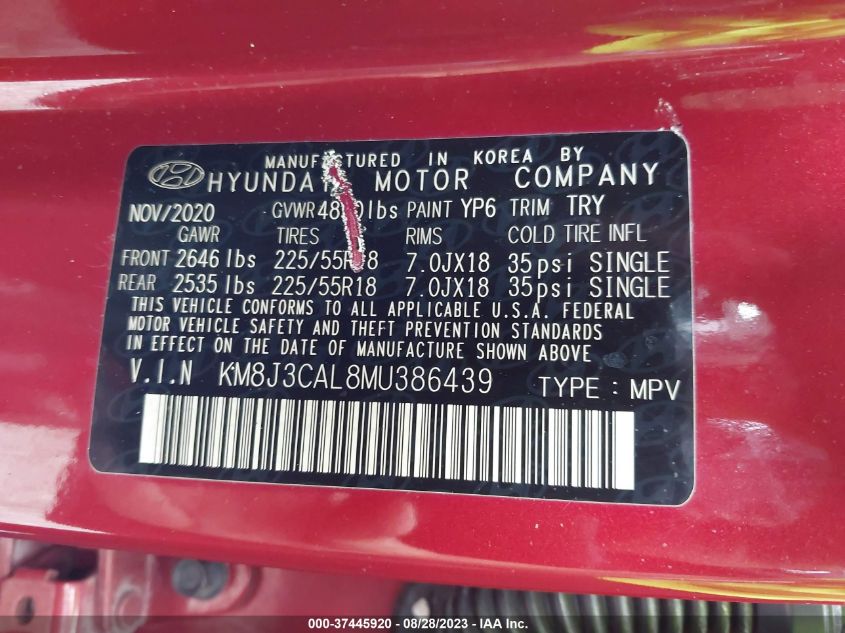 MANUFACTURED IN KOREA BY
HYUNDAI MOTOR COMPANY
NOV/2020 GVWR lbs PAINT YP6 TRIM TRY
GAWR TIRES RIMS COLD TIRE INFL
FRONT 2646 lbs 225/55R18 7.0JX18 35psi SINGLE
REAR 2535 lbs 225/55R18 7.0JX18 35psi SINGLE
THIS VEHICLE CONFORMS TO ALL APPLICABLE U.S.A. FEDERAL
MOTOR VEHICLE SAFETY AND THEFT PREVENTION STANDARDS
IN EFFECT ON THE DATE OF MANUFACTURE SHOWN ABOVE
V.I.N KM8J3CAL8MU386439 TYPE : MPV
000-37445920 - 08/28/2023 - IAA Inc.